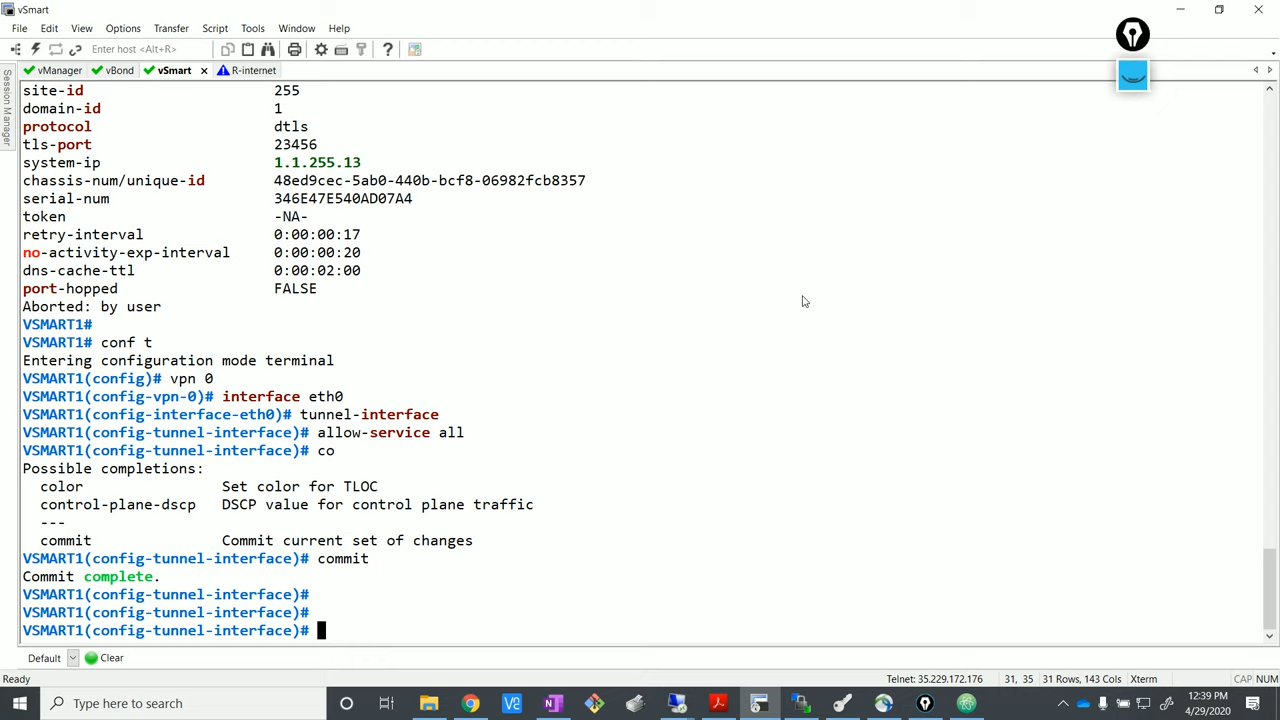 vSmart
File Edit View Options Transfer Script Tools Window Help
Enter host <Alt+R>
Session Manager
vManager vBond vSmart R-internet
site-id 255
domain-id 1
protocol dtls
tls-port 23456
system-ip 1.1.255.13
chassis-num/unique-id 48ed9cec-5ab0-440b-bcf8-06982fcb8357
serial-num 346E47E540AD07A4
token -NA-
retry-interval 0:00:00:17
no-activity-exp-interval 0:00:00:20
dns-cache-ttl 0:00:02:00
port-hopped FALSE
Aborted: by user
VSMART1#
VSMART1# conf t
Entering configuration mode terminal
VSMART1(config)# vpn 0
VSMART1(config-vpn-0)# interface eth0
VSMART1(config-interface-eth0)# tunnel-interface
VSMART1(config-tunnel-interface)# allow-service all
VSMART1(config-tunnel-interface)# co
Possible completions:
color Set color for TLOC
control-plane-dscp DSCP value for control plane traffic
---
commit Commit current set of changes
VSMART1(config-tunnel-interface)# commit
Commit complete.
VSMART1(config-tunnel-interface)#
VSMART1(config-tunnel-interface)#
VSMART1(config-tunnel-interface)#
Default Clear
Ready Telnet: 35.229.172.176 31, 35 31 Rows, 143 Cols Xterm CAP NUM
Type here to search
12:39 PM
4/29/2020